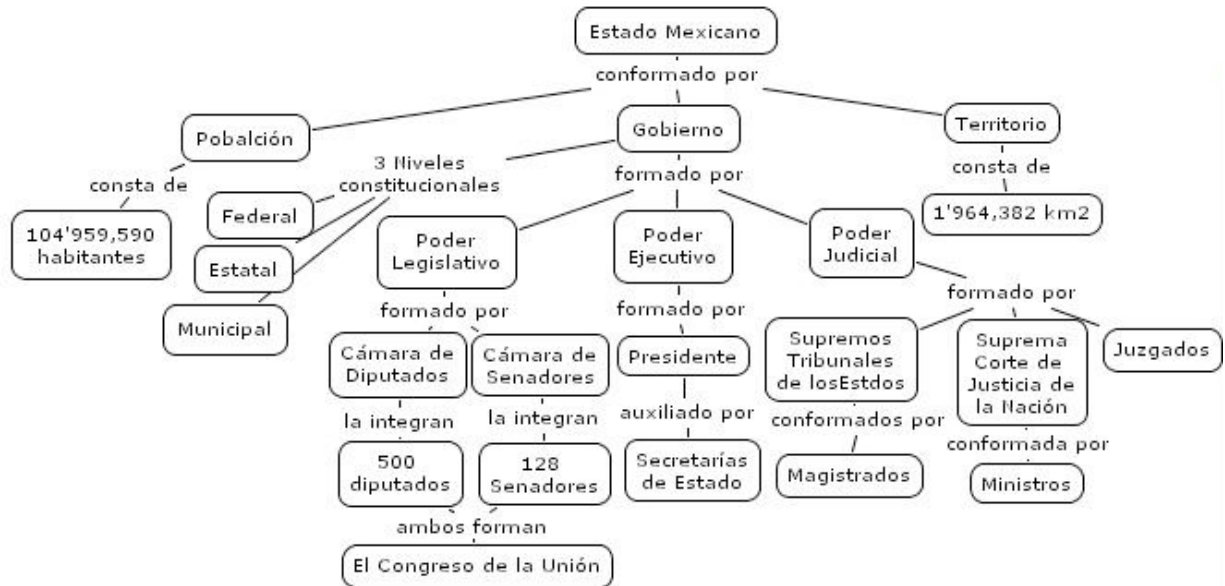 Estado Mexicano
conformado por
Pobalción
Gobierno
Territorio
consta de
104'959,590
habitantes
3 Niveles
constitucionales
Federal
Estatal
Municipal
formado por
consta de
1'964,382 km2
Poder
Legislativo
Poder
Ejecutivo
Poder
Judicial
formado por
Cámara de
Diputados
Cámara de
Senadores
la integran
la integran
500
diputados
128
Senadores
ambos forman
El Congreso de la Unión
formado por
Presidente
auxiliado por
Secretarías
de Estado
formado por
Supremos
Tribunales
de losEstdos
Suprema
Corte de
Justicia de
la Nación
Juzgados
conformados por
Magistrados
conformada por
Ministros